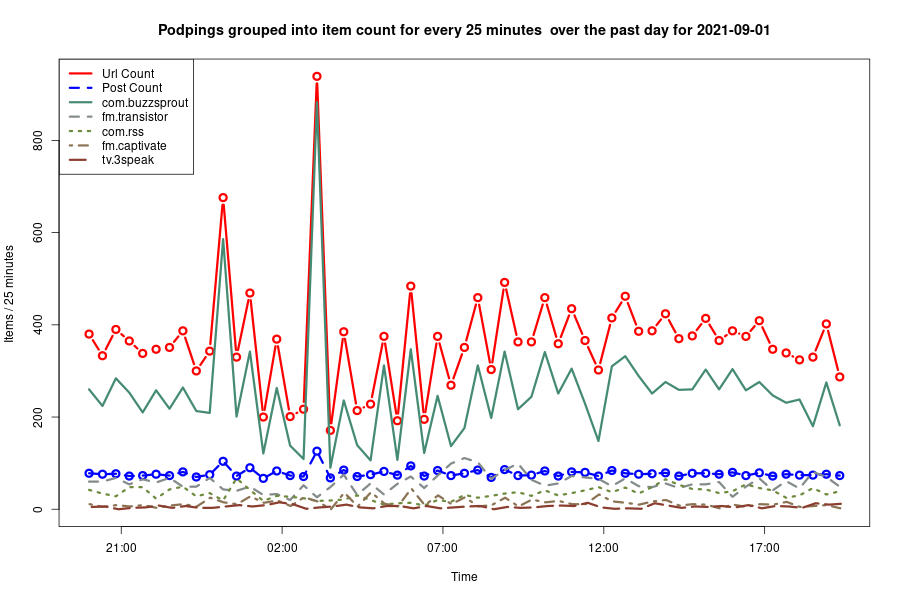 Podpings grouped into item count for every 25 minutes  over the past day for 2021-09-01
Url Count
Post Count
com.buzzsprout
fm.transistor
com.rss
fm.captivate
tv.3speak
800
600
400
200
0
Items / 25 minutes
21:00 02:00 07:00 12:00 17:00
Time